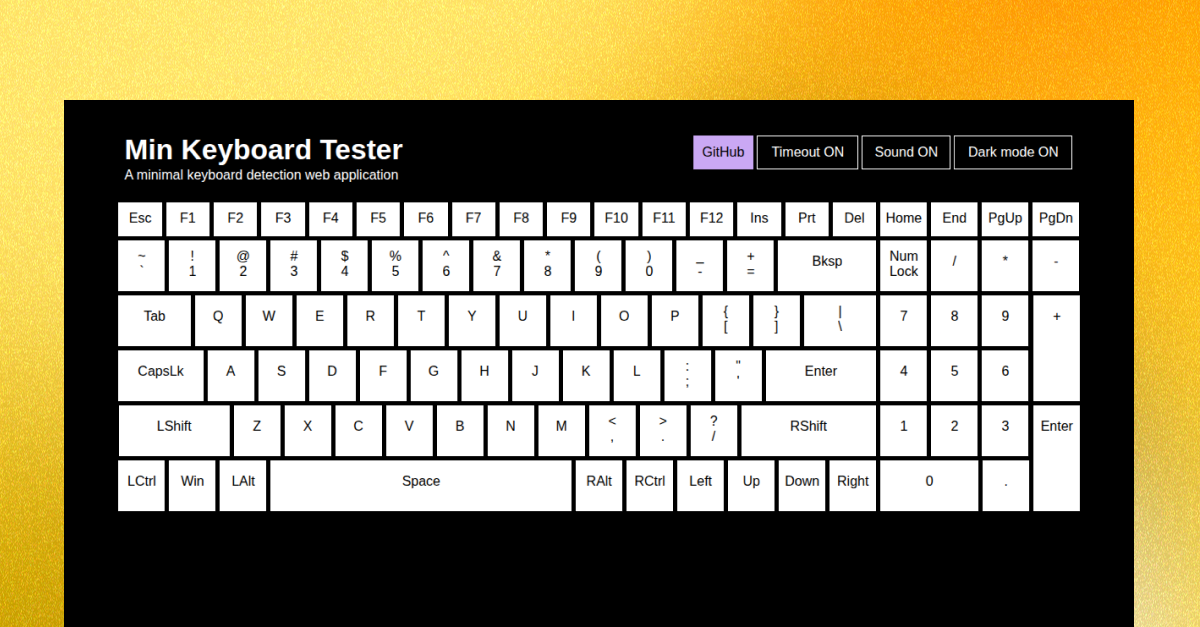 Min Keyboard Tester
A minimal keyboard detection web application
GitHub Timeout ON Sound ON Dark mode ON
Esc F1 F2 F3 F4 F5 F6 F7 F8 F9 F10 F11 F12 Ins Prt Del Home End PgUp PgDn
~ ! @ # $ % ^ & * ( ) _ + Bksp Num / * -
` 1 2 3 4 5 6 7 8 9 0 - = Lock
Tab Q W E R T Y U I O P { } | 7 8 9 +
[ ] \
CapsLk A S D F G H J K L : " Enter 4 5 6
; '
LShift Z X C V B N M < > ? RShift 1 2 3 Enter
, . /
LCtrl Win LAlt Space RAlt RCtrl Left Up Down Right 0 .